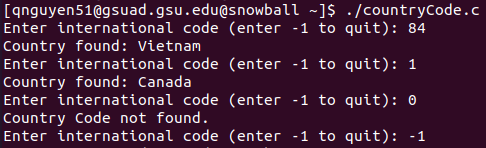 [qnguyen51@gsuad.gsu.edu@snowball ~]$ ./countryCode.c
Enter international code (enter -1 to quit): 84
Country found: Vietnam
Enter international code (enter -1 to quit): 1
Country found: Canada
Enter international code (enter -1 to quit): 0
Country Code not found.
Enter international code (enter -1 to quit): -1